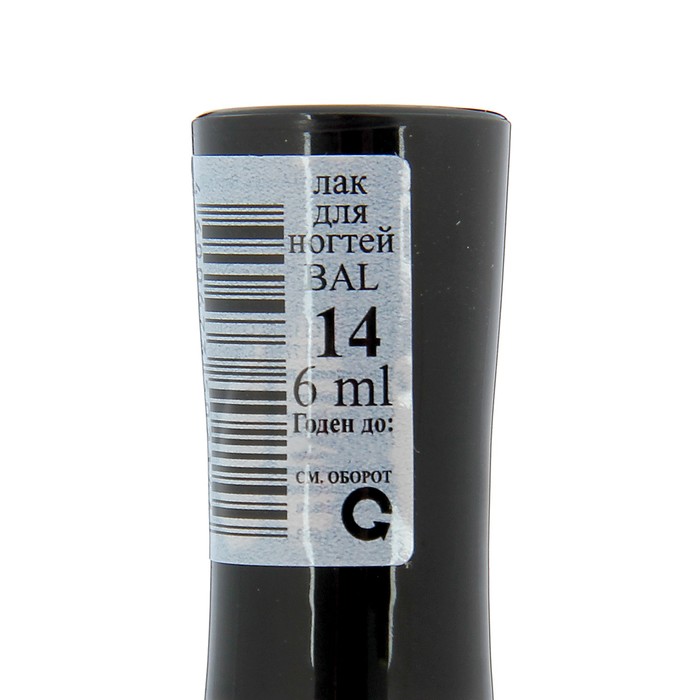 лак
для
ногтей
BAL
14
6 ml
Годен до:
СМ. ОБОРОТ